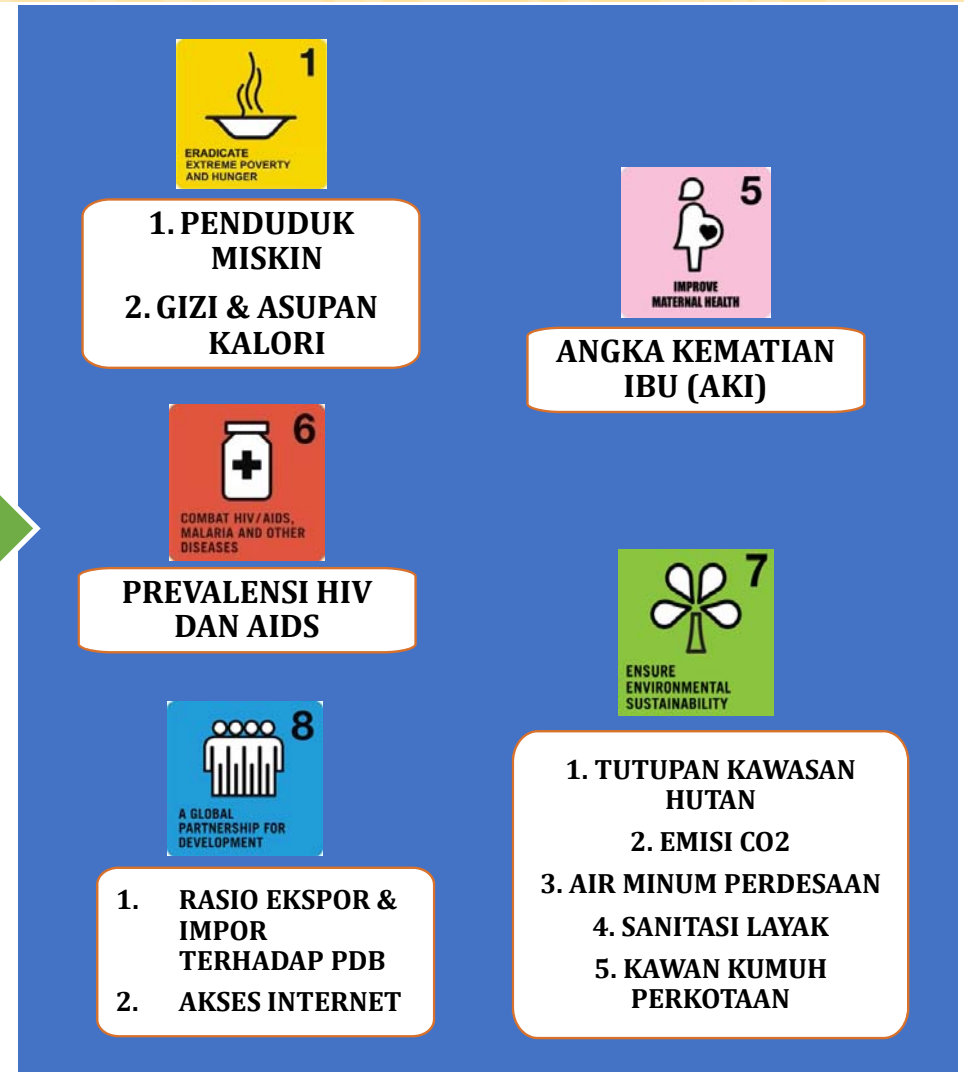 1
ERADICATE
EXTREME POVERTY
AND HUNGER
1. PENDUDUK
MISKIN
2. GIZI & ASUPAN
KALORI
5
IMPROVE
MATERNAL HEALTH
ANGKA KEMATIAN
IBU (AKI)
6
COMBAT HIV/AIDS,
MALARIA AND OTHER
DISEASES
PREVALENSI HIV
DAN AIDS
7
ENSURE
ENVIRONMENTAL
SUSTAINABILITY
1. TUTUPAN KAWASAN
HUTAN
2. EMISI CO2
3. AIR MINUM PERDESAAN
4. SANITASI LAYAK
5. KAWAN KUMUH
PERKOTAAN
8
A GLOBAL
PARTNERSHIP FOR
DEVELOPMENT
1. RASIO EKSPOR &
IMPOR
TERHADAP PDB
2. AKSES INTERNET